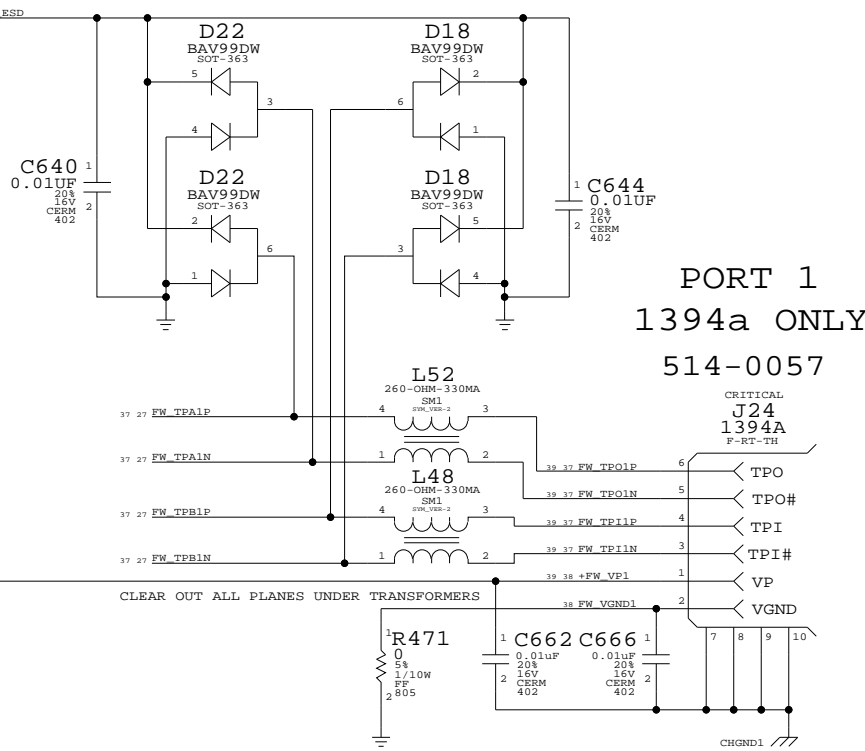 ESD
D22
BAV99DW
SOT-363
5
3
4
D18
BAV99DW
SOT-363
2
6
1
C640
0.01UF
20%
16V
CERM
402
1
2
D22
BAV99DW
SOT-363
2
6
1
D18
BAV99DW
SOT-363
5
3
4
1
2
C644
0.01UF
20%
16V
CERM
402
PORT 1
1394a ONLY
514-0057
CRITICAL
J24
1394A
F-RT-TH
L52
260-OHM-330MA
SM1
SYM_VER-2
37 27 FW_TPA1P
4
3
37 27 FW_TPA1N
1
2
L48
260-OHM-330MA
SM1
SYM_VER-2
37 27 FW_TPB1P
4
3
37 27 FW_TPB1N
1
2
39 37 FW_TPO1P
6
TPO
39 37 FW_TPO1N
5
TPO#
39 37 FW_TPI1P
4
TPI
39 37 FW_TPI1N
3
TPI#
39 38 +FW_VP1
1
VP
38 FW_VGND1
2
VGND
CLEAR OUT ALL PLANES UNDER TRANSFORMERS
1
R471
0
5%
1/10W
FF
805
2
1
C662
0.01uF
20%
16V
CERM
402
2
C666
0.01uF
20%
16V
CERM
402
1
2
7
8
9
10
CHGND1